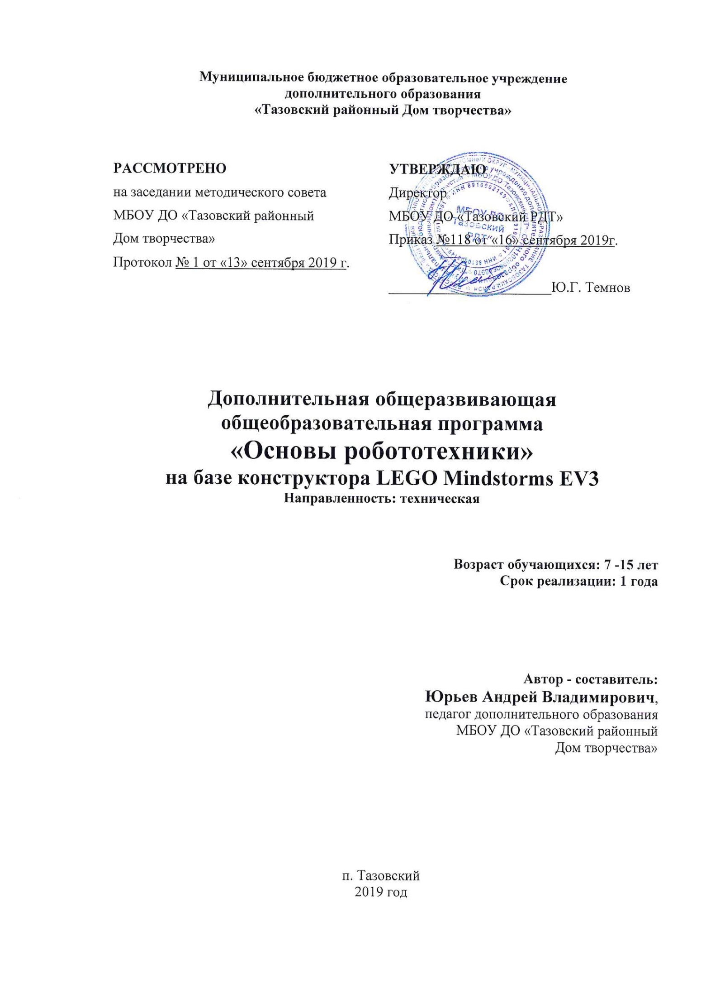 Муниципальное бюджетное образовательное учреждение
дополнительного образования
«Тазовский районный Дом творчества»
РАССМОТРЕНО
на заседании методического совета
МБОУ ДО «Тазовский районный
Дом творчества»
Протокол № 1 от «13» сентября 2019 г.
УТВЕРЖДАЮ
Директор
МБОУ ДО «Тазовский РДТ»
Приказ №118 от «16» сентября 2019г.
Ю.Г. Темнов
МБОУ ДО
"Тазовский
РДТ"
ИНН 8910002149
Дополнительная общеразвивающая
общеобразовательная программа
«Основы робототехники»
на базе конструктора LEGO Mindstorms EV3
Направленность: техническая
Возраст обучающихся: 7 -15 лет
Срок реализации: 1 года
Автор - составитель:
Юрьев Андрей Владимирович,
педагог дополнительного образования
МБОУ ДО «Тазовский районный
Дом творчества»
п. Тазовский
2019 год